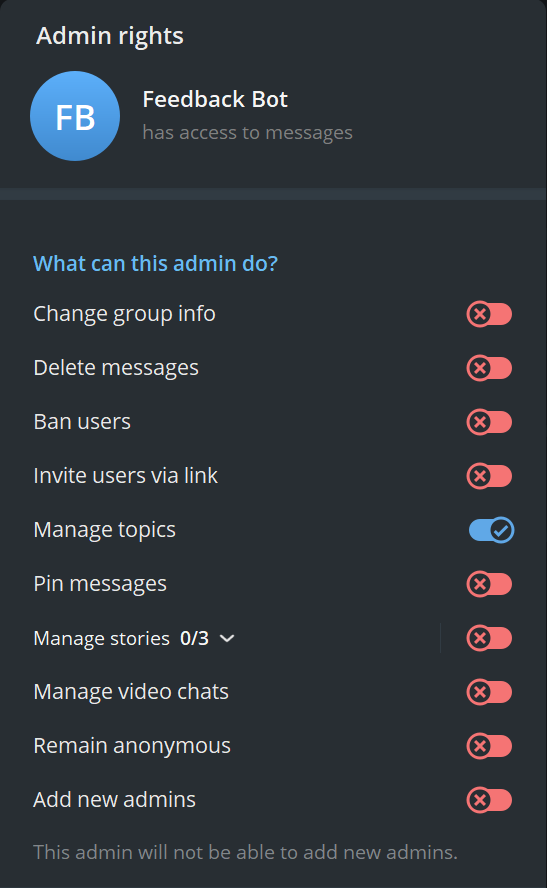 Admin rights
FB
Feedback Bot
has access to messages
What can this admin do?
Change group info
Delete messages
Ban users
Invite users via link
Manage topics
Pin messages
Manage stories 0/3
Manage video chats
Remain anonymous
Add new admins
This admin will not be able to add new admins.